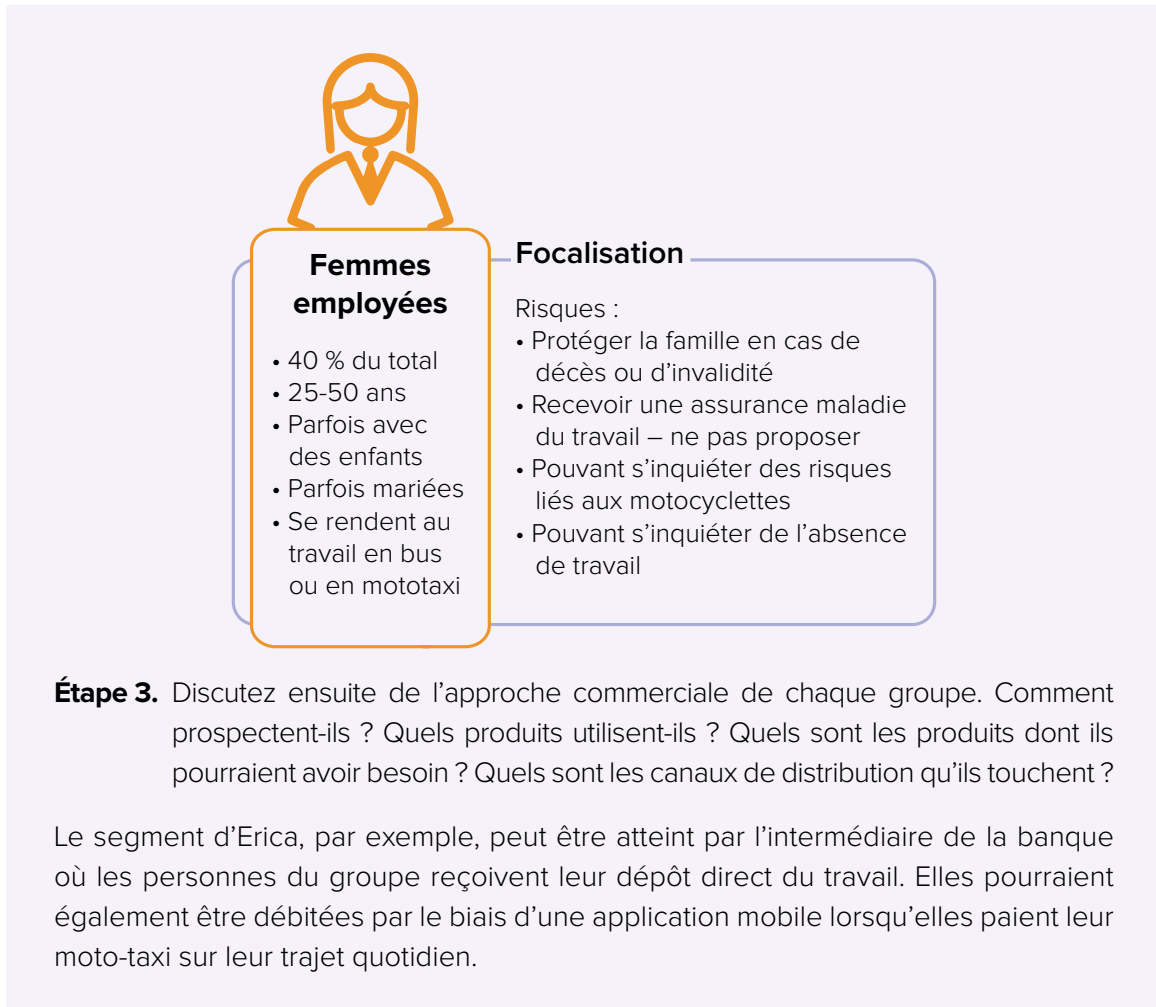 Femmes
employées
• 40 % du total
• 25-50 ans
• Parfois avec
des enfants
• Parfois mariées
• Se rendent au
travail en bus
ou en mototaxi
Focalisation
Risques :
• Protéger la famille en cas de
décès ou d’invalidité
• Recevoir une assurance maladie
du travail – ne pas proposer
• Pouvant s’inquiéter des risques
liés aux motocyclettes
• Pouvant s’inquiéter de l’absence
de travail
Étape 3. Discutez ensuite de l’approche commerciale de chaque groupe. Comment
prospectent-ils ? Quels produits utilisent-ils ? Quels sont les produits dont ils
pourraient avoir besoin ? Quels sont les canaux de distribution qu’ils touchent ?
Le segment d’Erica, par exemple, peut être atteint par l’intermédiaire de la banque
où les personnes du groupe reçoivent leur dépôt direct du travail. Elles pourraient
également être débitées par le biais d’une application mobile lorsqu’elles paient leur
moto-taxi sur leur trajet quotidien.